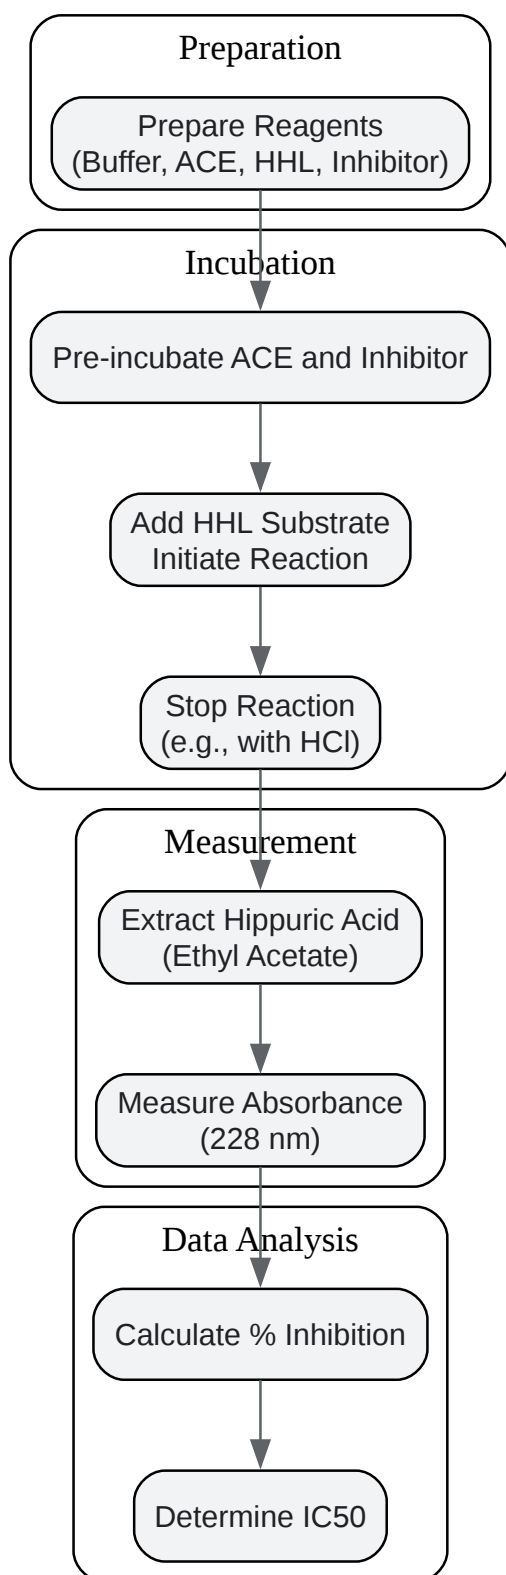 Preparation
Prepare Reagents
(Buffer, ACE, HHL, Inhibitor)
Incubation
Pre-incubate ACE and Inhibitor
Add HHL Substrate
Initiate Reaction
Stop Reaction
(e.g., with HCl)
Measurement
Extract Hippuric Acid
(Ethyl Acetate)
Measure Absorbance
(228 nm)
Data Analysis
Calculate % Inhibition
Determine IC50